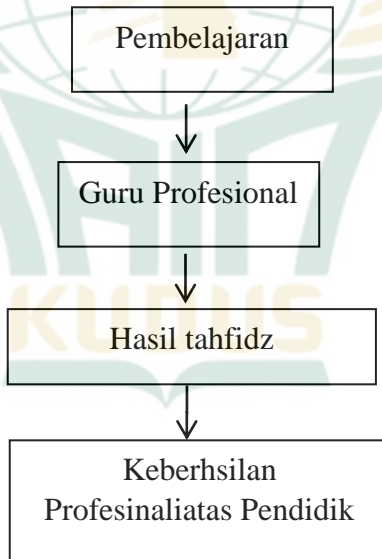 Pembelajaran
Guru Profesional
KUDUS
Hasil tahfidz
Keberhsilan
Profesinaliatas Pendidik